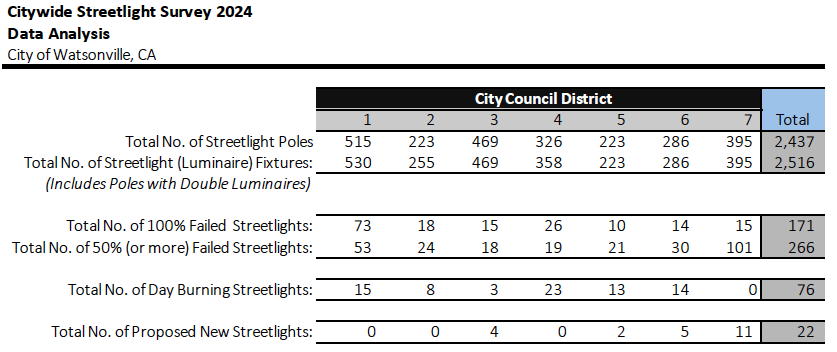 Citywide Streetlight Survey 2024
Data Analysis
City of Watsonville, CA
City Council District
1 2 3 4 5 6 7 Total
Total No. of Streetlight Poles 515 223 469 326 223 286 395 2,437
Total No. of Streetlight (Luminaire) Fixtures: 530 255 469 358 223 286 395 2,516
(Includes Poles with Double Luminaires)
Total No. of 100% Failed Streetlights: 73 18 15 26 10 14 15 171
Total No. of 50% (or more) Failed Streetlights: 53 24 18 19 21 30 101 266
Total No. of Day Burning Streetlights: 15 8 3 23 13 14 0 76
Total No. of Proposed New Streetlights: 0 0 4 0 2 5 11 22